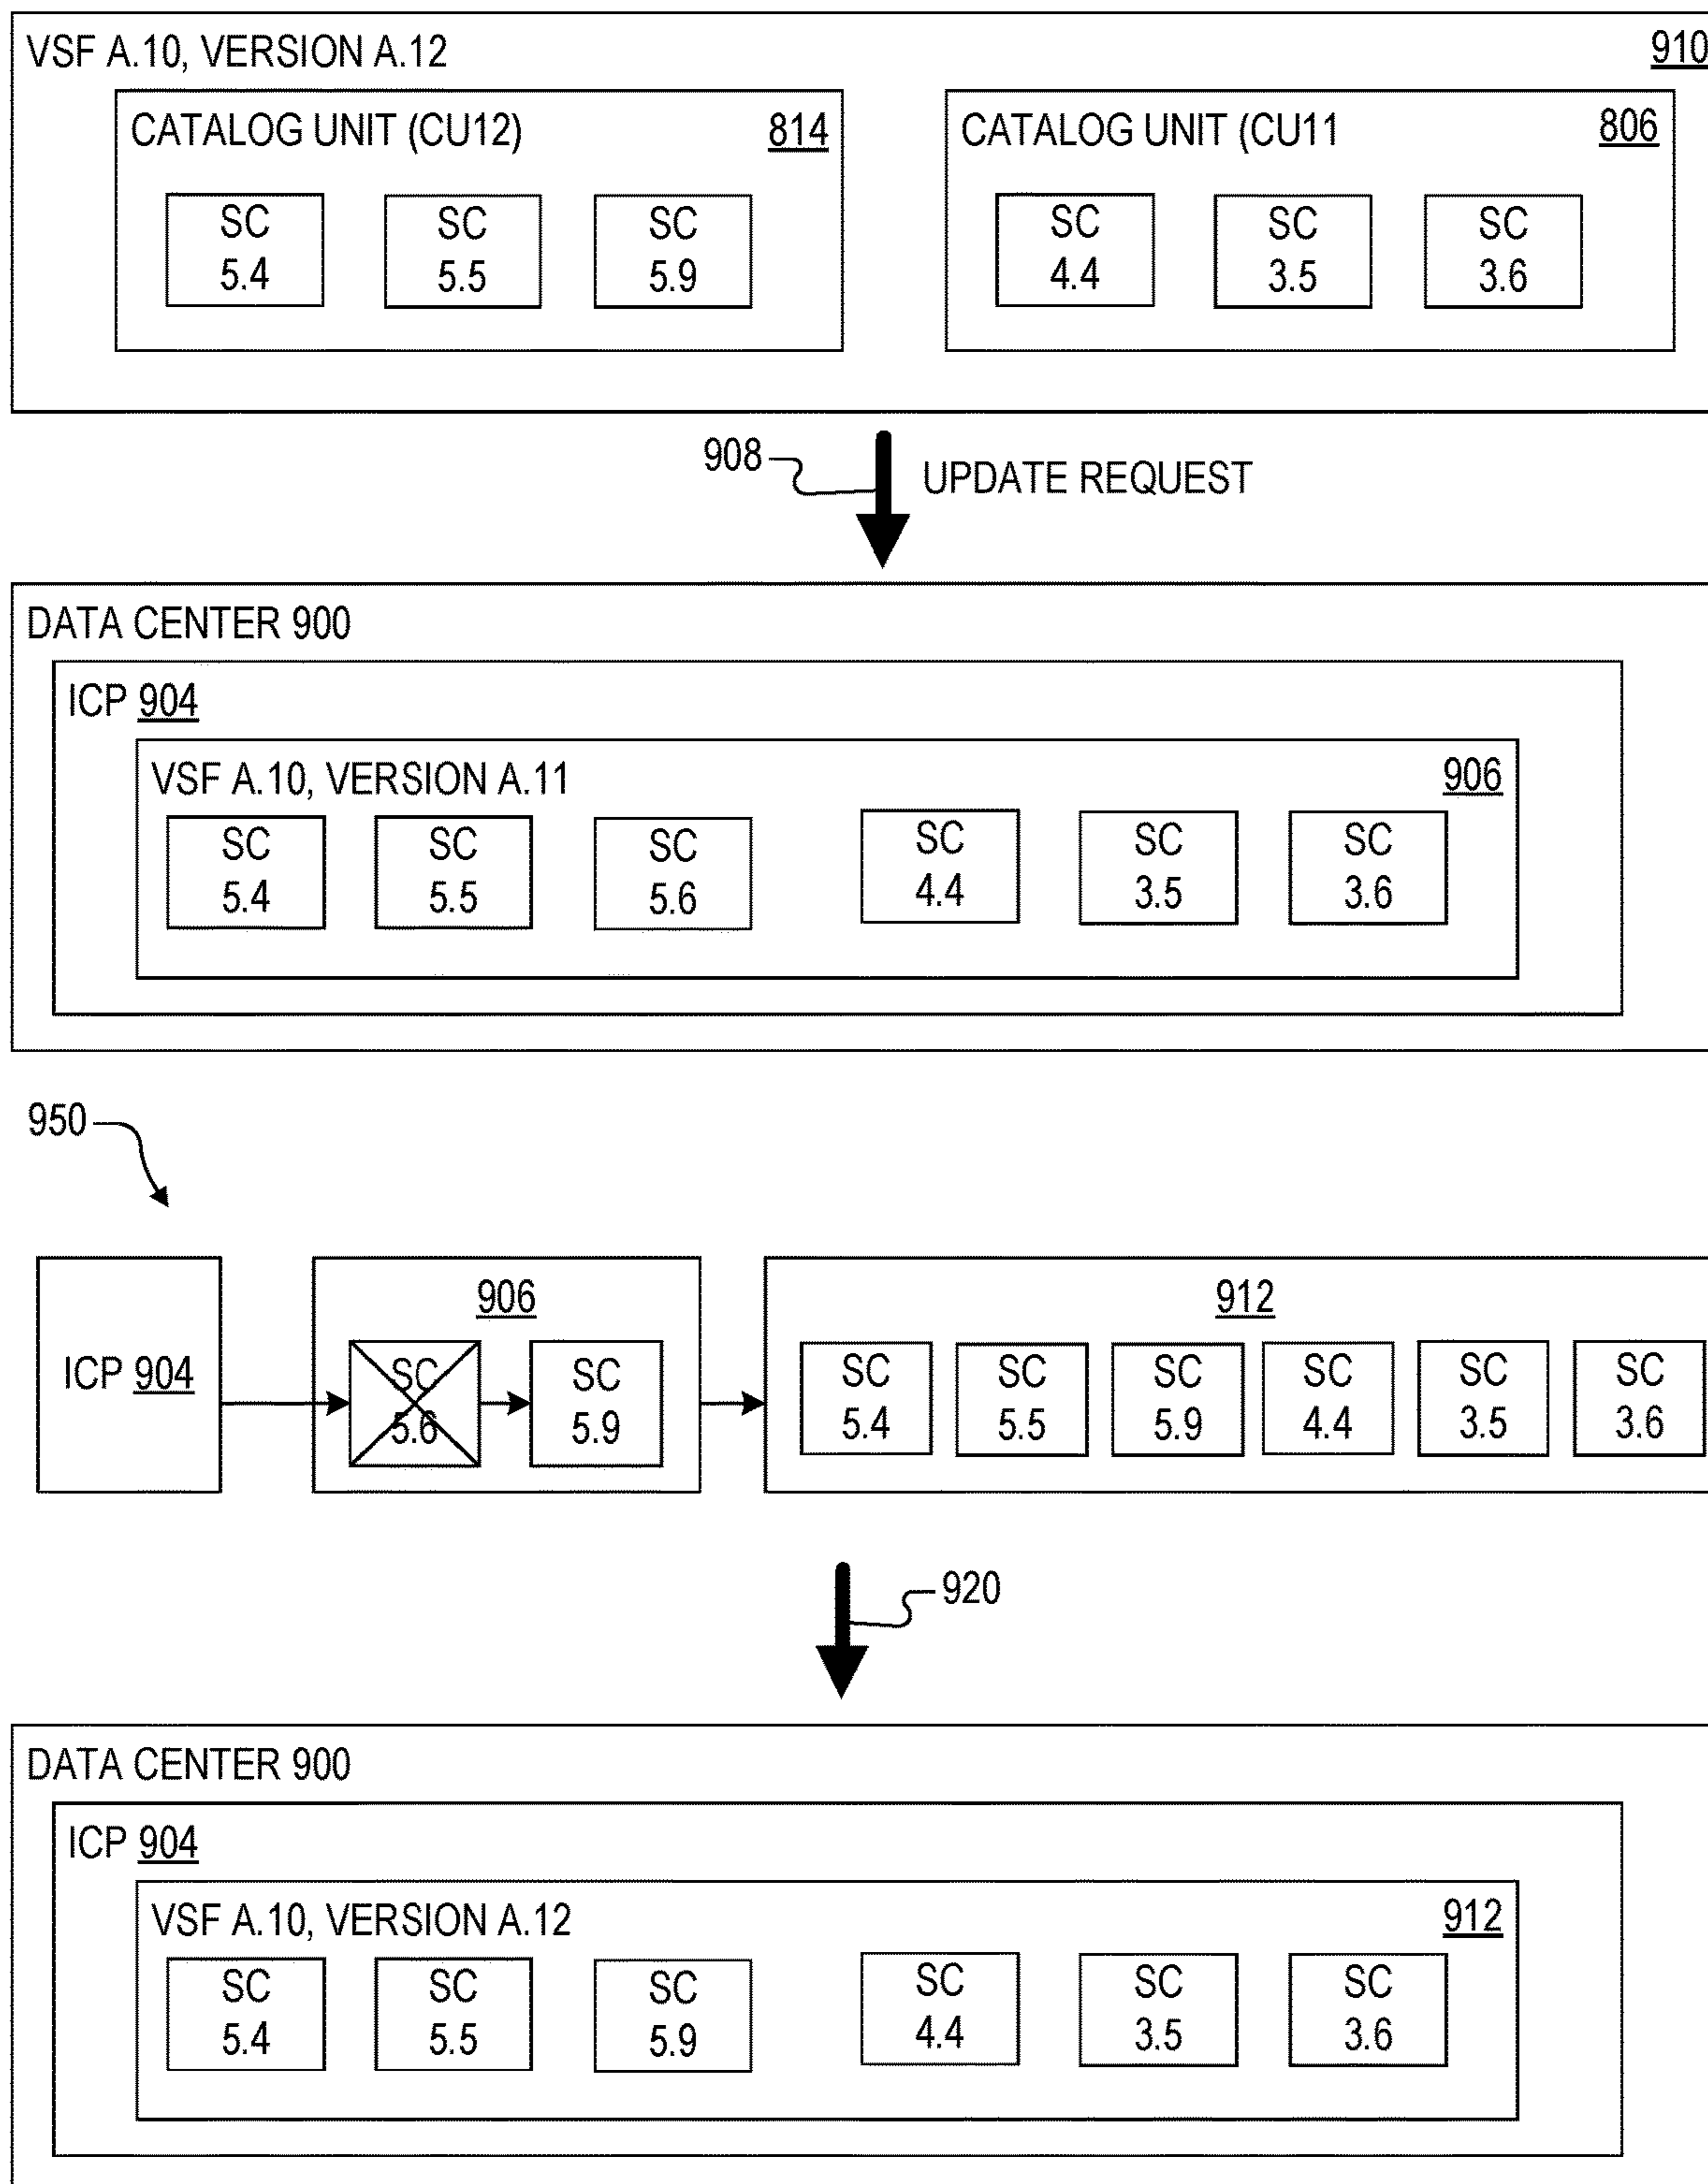 VSF A.10, VERSION A.12 910
CATALOG UNIT (CU12) 814
CATALOG UNIT (CU11 806
SC 5.4
SC 5.5
SC 5.9
SC 4.4
SC 3.5
SC 3.6
908
UPDATE REQUEST
DATA CENTER 900
ICP 904
VSF A.10, VERSION A.11 906
SC 5.4
SC 5.5
SC 5.6
SC 4.4
SC 3.5
SC 3.6
950
ICP 904
906
SC 5.6
SC 5.9
912
SC 5.4
SC 5.5
SC 5.9
SC 4.4
SC 3.5
SC 3.6
920
DATA CENTER 900
ICP 904
VSF A.10, VERSION A.12 912
SC 5.4
SC 5.5
SC 5.9
SC 4.4
SC 3.5
SC 3.6